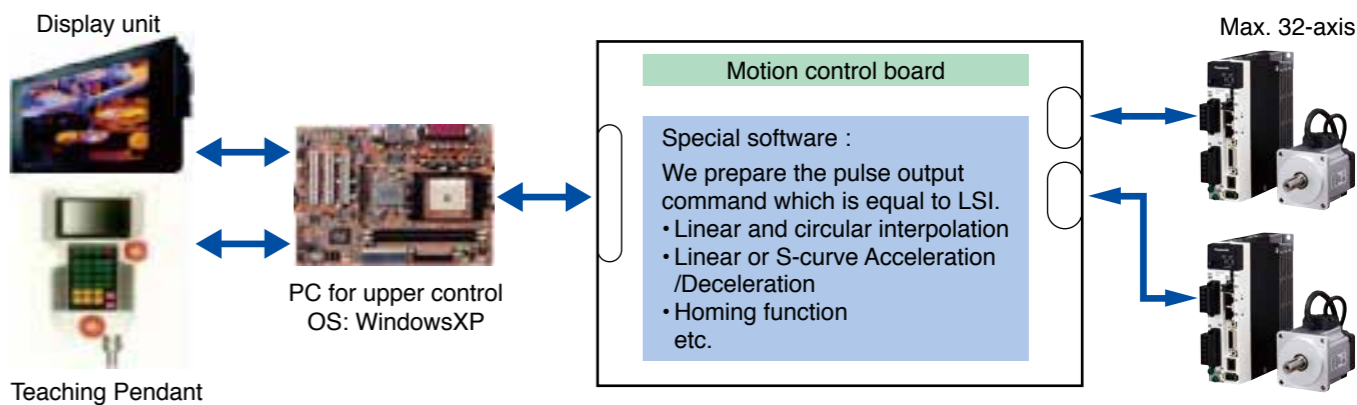 Display unit
Teaching Pendant
PC for upper control
OS: WindowsXP
Motion control board
Special software :
We prepare the pulse output
command which is equal to LSI.
・Linear and circular interpolation
・Linear or S-curve Acceleration
/Deceleration
・Homing function
etc.
Max. 32-axis